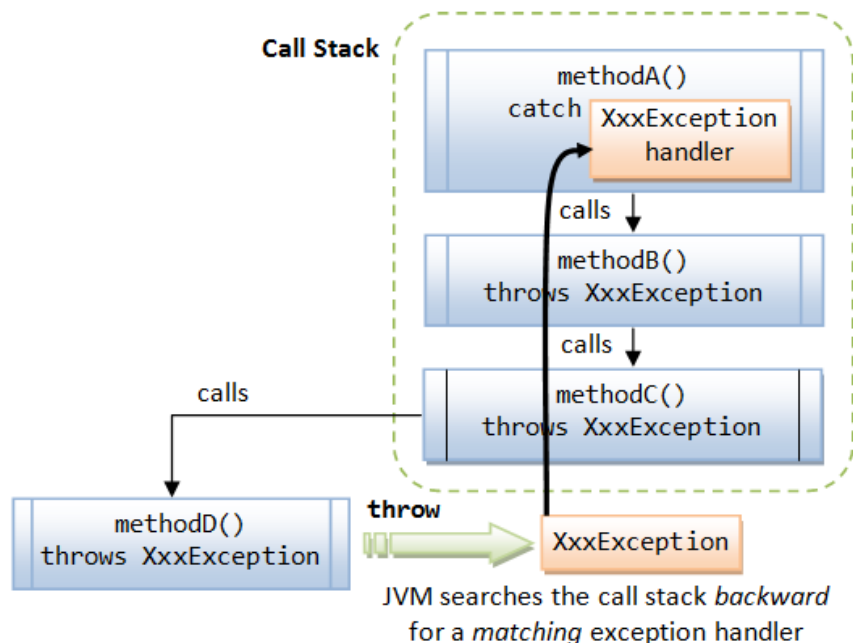 Call Stack
methodA()
catch
XxxException
handler
calls
methodB()
throws XxxException
calls
methodC()
throws XxxException
calls
methodD()
throws XxxException
throw
XxxException
JVM searches the call stack backward
for a matching exception handler